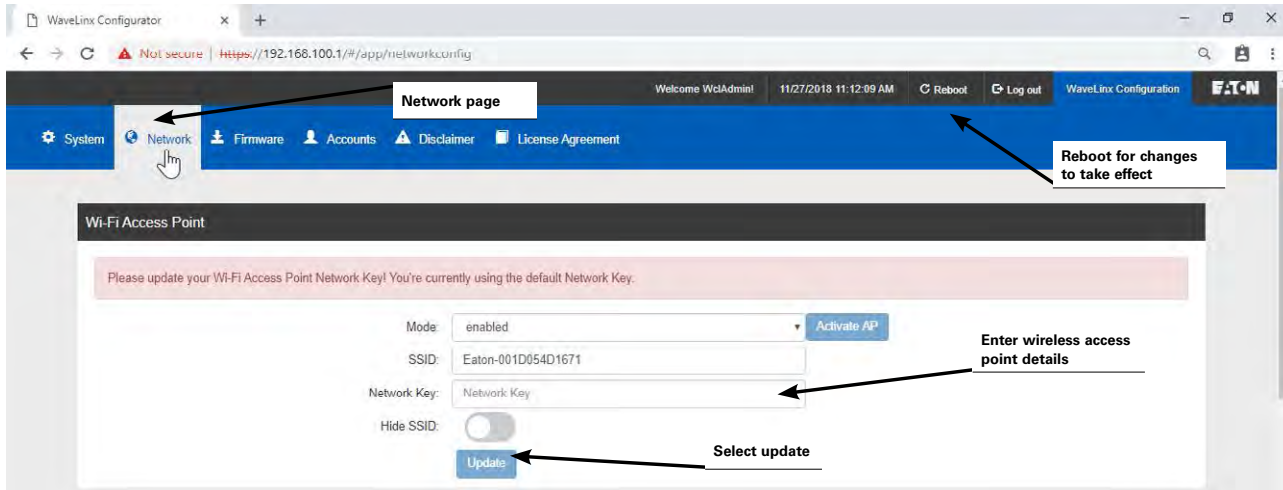 WaveLinx Configurator
Not secure | https://192.168.100.1/#/app/networkconfig
Welcome WclAdmin! 11/27/2018 11:12:09 AM Reboot Log out WaveLinx Configuration EATON
Network page
System Network Firmware Accounts Disclaimer License Agreement
Reboot for changes
to take effect
Wi-Fi Access Point
Please update your Wi-Fi Access Point Network Key! You're currently using the default Network Key.
Mode: enabled Activate AP
Enter wireless access
point details
SSID: Eaton-001D054D1671
Network Key: Network Key
Hide SSID:
Select update
Update